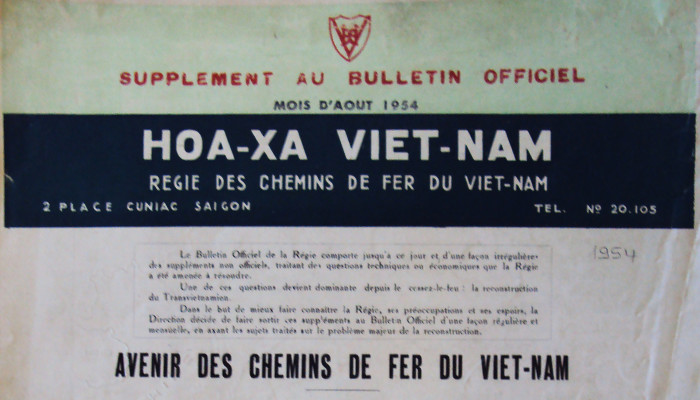 SUPPLEMENT AU BULLETIN OFFICIEL
MOIS D'AOUT 1954
HOA-XA VIET-NAM
REGIE DES CHEMINS DE FER DU VIET-NAM
2 PLACE CUNIAC SAIGON TEL. Nº 20.105
1954
Le Bulletin Officiel de la Régie comporte jusqu'à ce jour et d'une façon irrégulière
des suppléments non officiels, traitant des questions techniques ou économiques que la Régie
a été amenée à résoudre.
Une de ces questions devient dominante depuis le cessez-le-feu : la reconstruction
du Transvietnamien.
Dans le but de mieux faire connaître la Régie, ses préoccupations et ses espoirs, la
Direction décide de faire sortir ces suppléments au Bulletin Officiel d'une façon régulière et
mensuelle, en axant les sujets traités sur le problème majeur de la reconstruction.
AVENIR DES CHEMINS DE FER DU VIET-NAM